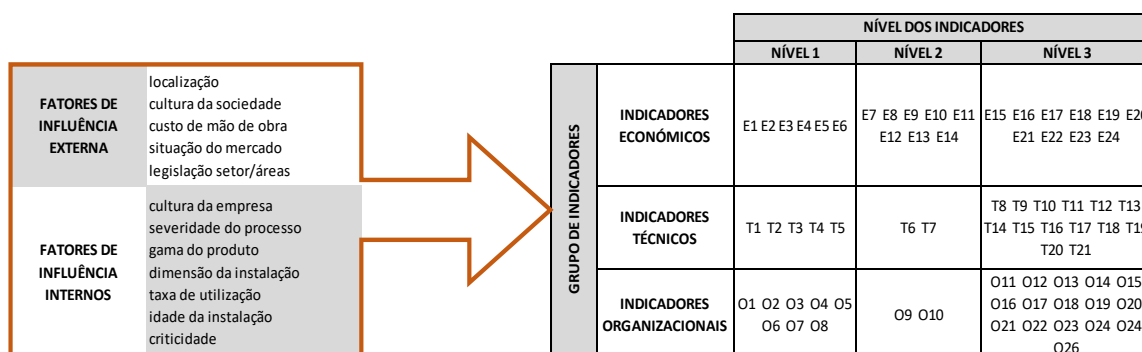 NÍVEL DOS INDICADORES
NÍVEL 1 NÍVEL 2 NÍVEL 3
FATORES DE
INFLUÊNCIA
EXTERNA
localização
cultura da sociedade
custo de mão de obra
situação do mercado
legislação setor/áreas
FATORES DE
INFLUÊNCIA
INTERNOS
cultura da empresa
severidade do processo
gama do produto
dimensão da instalação
taxa de utilização
idade da instalação
criticidade
GRUPO DE INDICADORES
INDICADORES
ECONÓMICOS
E1 E2 E3 E4 E5 E6
E7 E8 E9 E10 E11
E12 E13 E14
E15 E16 E17 E18 E19 E20
E21 E22 E23 E24
INDICADORES
TÉCNICOS
T1 T2 T3 T4 T5
T6 T7
T8 T9 T10 T11 T12 T13
T14 T15 T16 T17 T18 T19
T20 T21
INDICADORES
ORGANIZACIONAIS
O1 O2 O3 O4 O5
O6 O7 O8
O9 O10
O11 O12 O13 O14 O15
O16 O17 O18 O19 O20
O21 O22 O23 O24 O24
O26